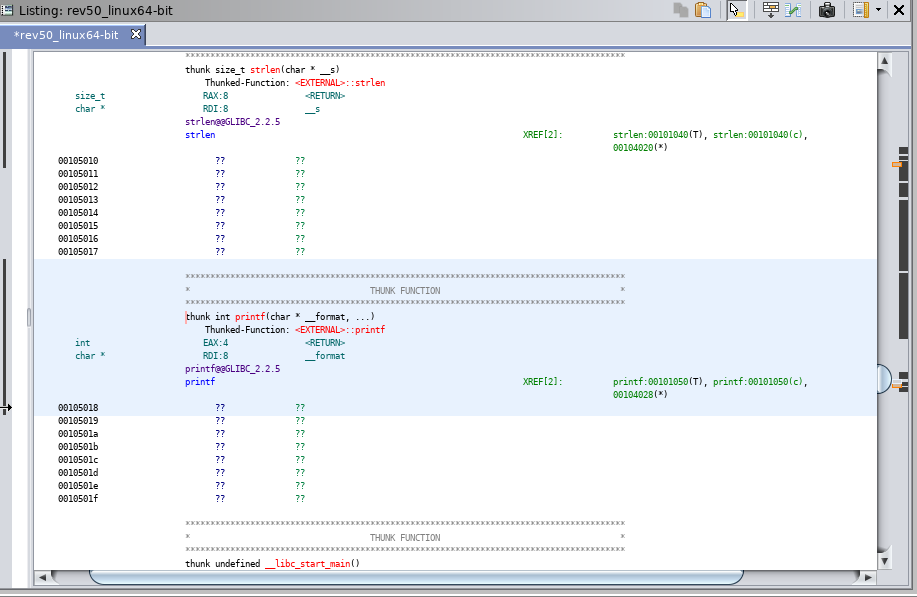 Listing: rev50_linux64-bit
*rev50_linux64-bit
****************************************************************************************
thunk size_t strlen(char * __s)
Thunked-Function: <EXTERNAL>::strlen
size_t RAX:8 <RETURN>
char * RDI:8 __s
strlen@@GLIBC_2.2.5
strlen XREF[2]: strlen:00101040(T), strlen:00101040(c),
00104020(*)
00105010 ?? ??
00105011 ?? ??
00105012 ?? ??
00105013 ?? ??
00105014 ?? ??
00105015 ?? ??
00105016 ?? ??
00105017 ?? ??
****************************************************************************************
* THUNK FUNCTION *
****************************************************************************************
thunk int printf(char * __format, ...)
Thunked-Function: <EXTERNAL>::printf
int EAX:4 <RETURN>
char * RDI:8 __format
printf@@GLIBC_2.2.5
printf XREF[2]: printf:00101050(T), printf:00101050(c),
00104028(*)
00105018 ?? ??
00105019 ?? ??
0010501a ?? ??
0010501b ?? ??
0010501c ?? ??
0010501d ?? ??
0010501e ?? ??
0010501f ?? ??
****************************************************************************************
* THUNK FUNCTION *
****************************************************************************************
thunk undefined __libc_start_main()